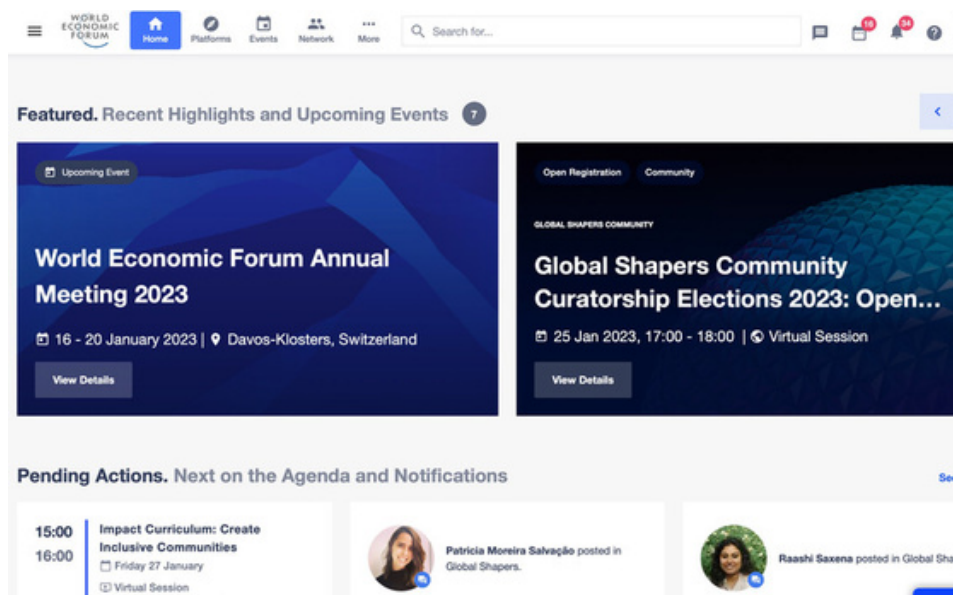 WORLD
ECONOMIC
FORUM
Home
Platforms
Events
Network
More
Search for...
16
34
Featured. Recent Highlights and Upcoming Events 7
Upcoming Event
World Economic Forum Annual
Meeting 2023
16 - 20 January 2023 | Davos-Klosters, Switzerland
View Details
Open Registration
Community
GLOBAL SHAPERS COMMUNITY
Global Shapers Community
Curatorship Elections 2023: Open...
25 Jan 2023, 17:00 - 18:00 | Virtual Session
View Details
Pending Actions. Next on the Agenda and Notifications
Se
15:00
16:00
Impact Curriculum: Create
Inclusive Communities
Friday 27 January
Virtual Session
Patricia Moreira Salvação posted in
Global Shapers.
Raashi Saxena posted in Global Sha